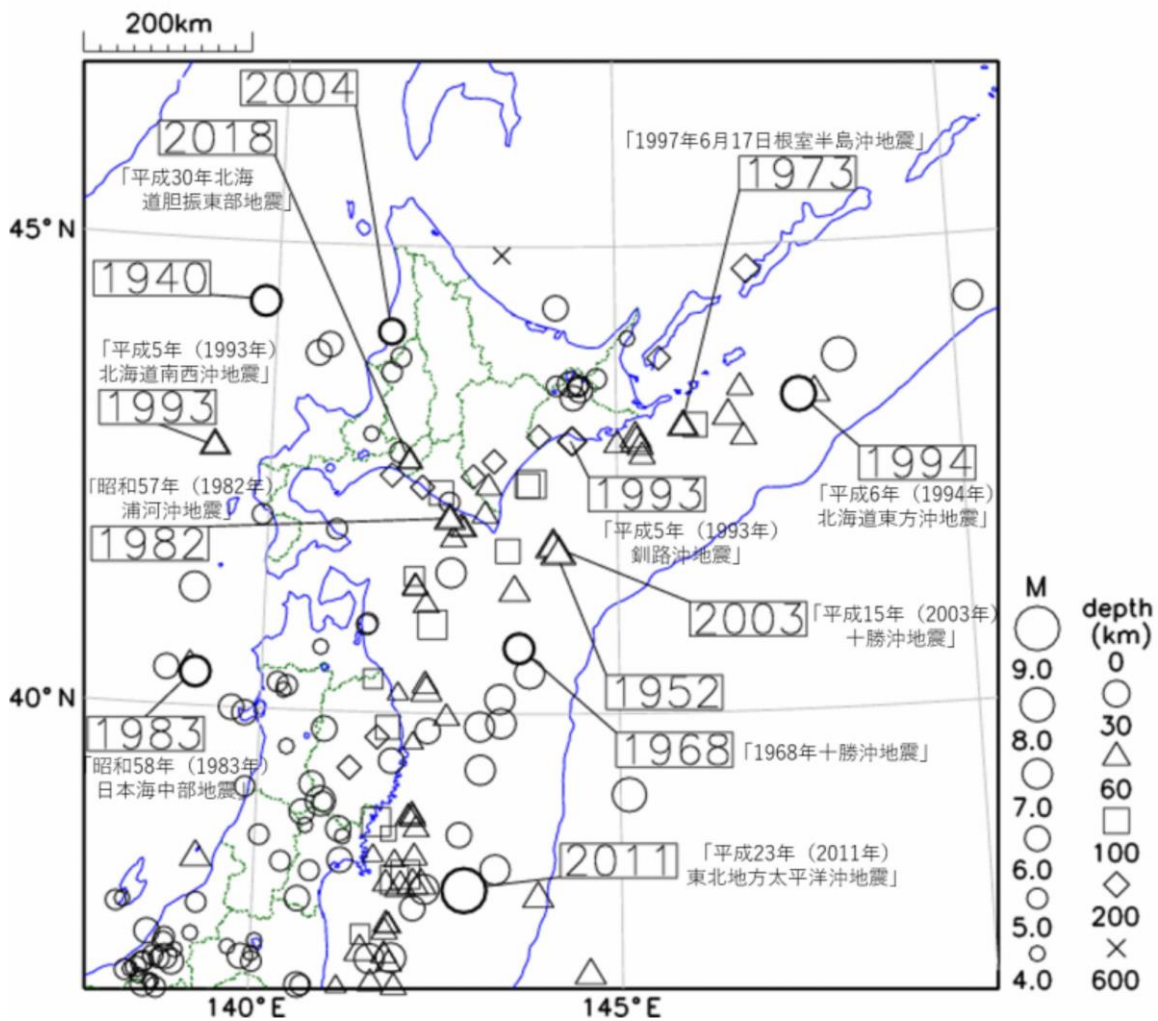 200km
2004
2018
「平成30年北海
道胆振東部地震」
「1997年6月17日根室半島沖地震」
1973
45°N
1940
「平成5年（1993年）
北海道南西沖地震」
1993
1994
「平成6年（1994年）
北海道東方沖地震」
「昭和57年（1982年）
浦河沖地震」
1982
1993
「平成5年（1993年）
釧路沖地震」
2003
「平成15年（2003年）
十勝沖地震」
1952
40°N
1983
「昭和58年（1983年）
日本海中部地震」
1968
「1968年十勝沖地震」
2011
「平成23年（2011年）
東北地方太平洋沖地震」
140°E
145°E
M
9.0
8.0
7.0
6.0
5.0
4.0
depth
(km)
0
30
60
100
200
600